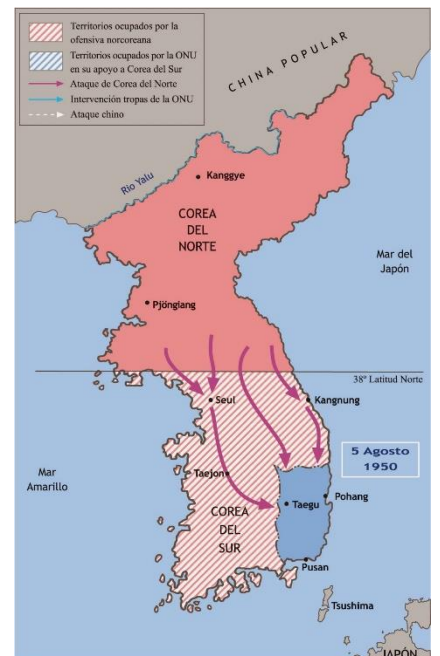 Territorios ocupados por la
ofensiva norcoreana
Territorios ocupados por la ONU
en su apoyo a Corea del Sur
Ataque de Corea del Norte
Intervención tropas de la ONU
Ataque chino
CHINA POPULAR
Río Yalu
Kanggye
COREA
DEL
NORTE
Mar del
Japón
Pjöngiang
38º Latitud Norte
Seul
Kangnung
5 Agosto
1950
Mar
Amarillo
Taejon
Pohang
Taegu
COREA
DEL
SUR
Pusan
Tsushima
JAPÓN